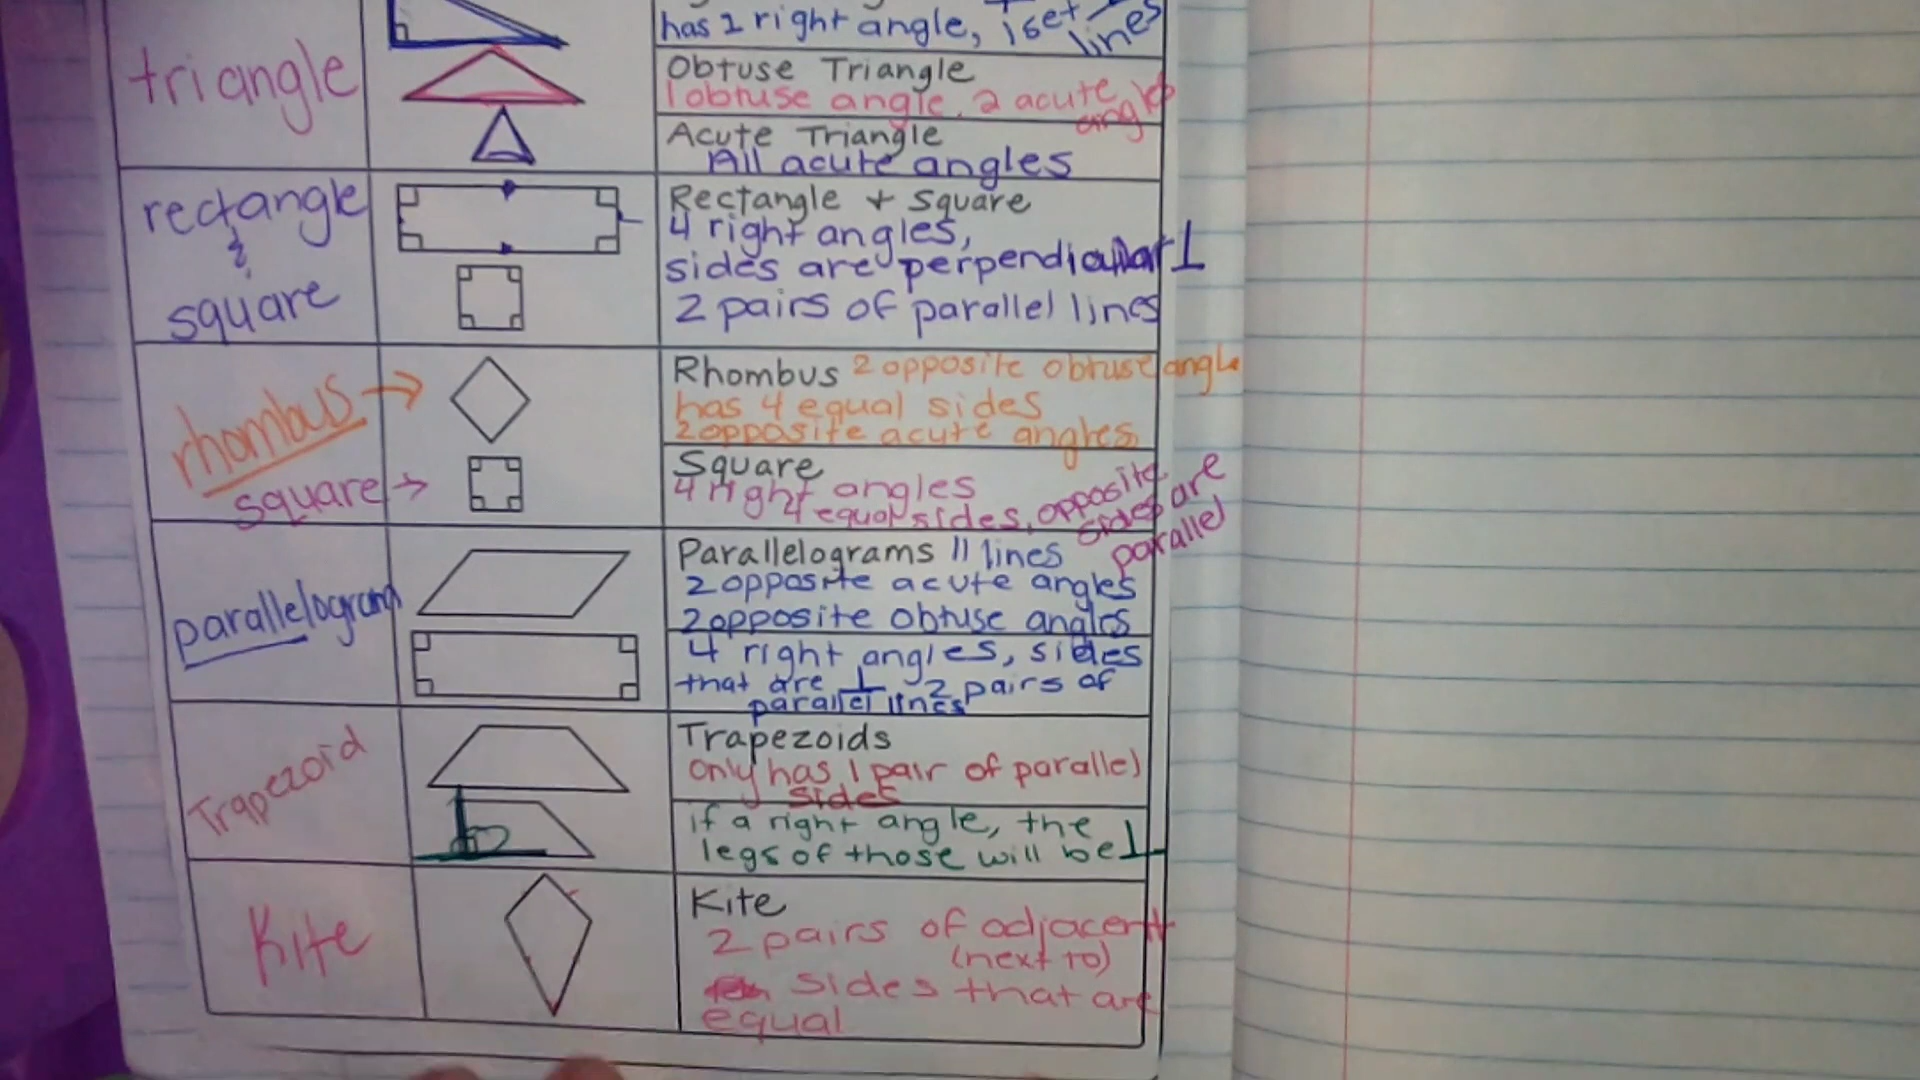 has 1 right angle, 1 set ⊥ lines
triangle
Obtuse Triangle
1 obtuse angle, 2 acute
angles
Acute Triangle
All acute angles
rectangle
&
square
Rectangle + Square
4 right angles,
sides are perpendicular ⊥
2 pairs of parallel lines
rhombus →
Rhombus 2 opposite obtuse angle
has 4 equal sides
2 opposite acute angles
square →
Square
4 right angles
4 equal sides, opposite
sides are
parallel
parallelogram
Parallelograms || lines
2 opposite acute angles
2 opposite obtuse angles
4 right angles, sides
that are ⊥ 2 pairs of
parallel lines
Trapezoid
Trapezoids
only has 1 pair of parallel
sides
if a right angle, the
legs of those will be ⊥
Kite
Kite
2 pairs of adjacent
(next to)
sides that are
equal